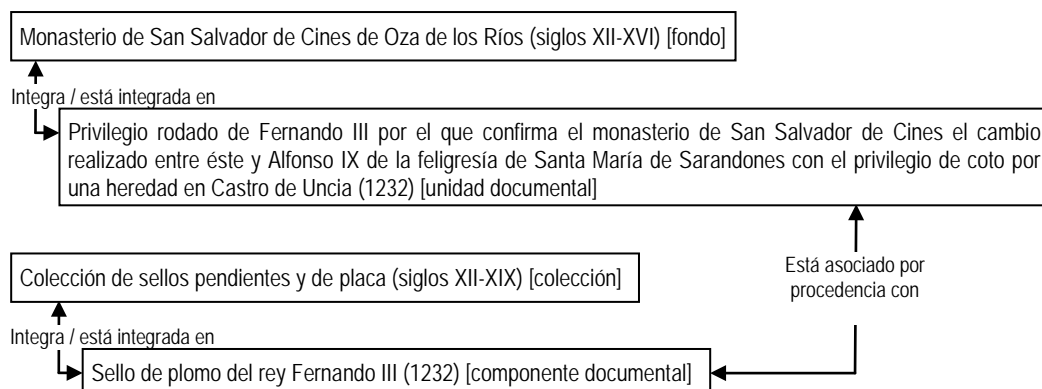 Monasterio de San Salvador de Cines de Oza de los Ríos (siglos XII-XVI) [fondo]
Integra / está integrada en
Privilegio rodado de Fernando III por el que confirma el monasterio de San Salvador de Cines el cambio
realizado entre éste y Alfonso IX de la feligresía de Santa María de Sarandones con el privilegio de coto por
una heredad en Castro de Uncia (1232) [unidad documental]
Colección de sellos pendientes y de placa (siglos XII-XIX) [colección]
Está asociado por
procedencia con
Integra / está integrada en
Sello de plomo del rey Fernando III (1232) [componente documental]